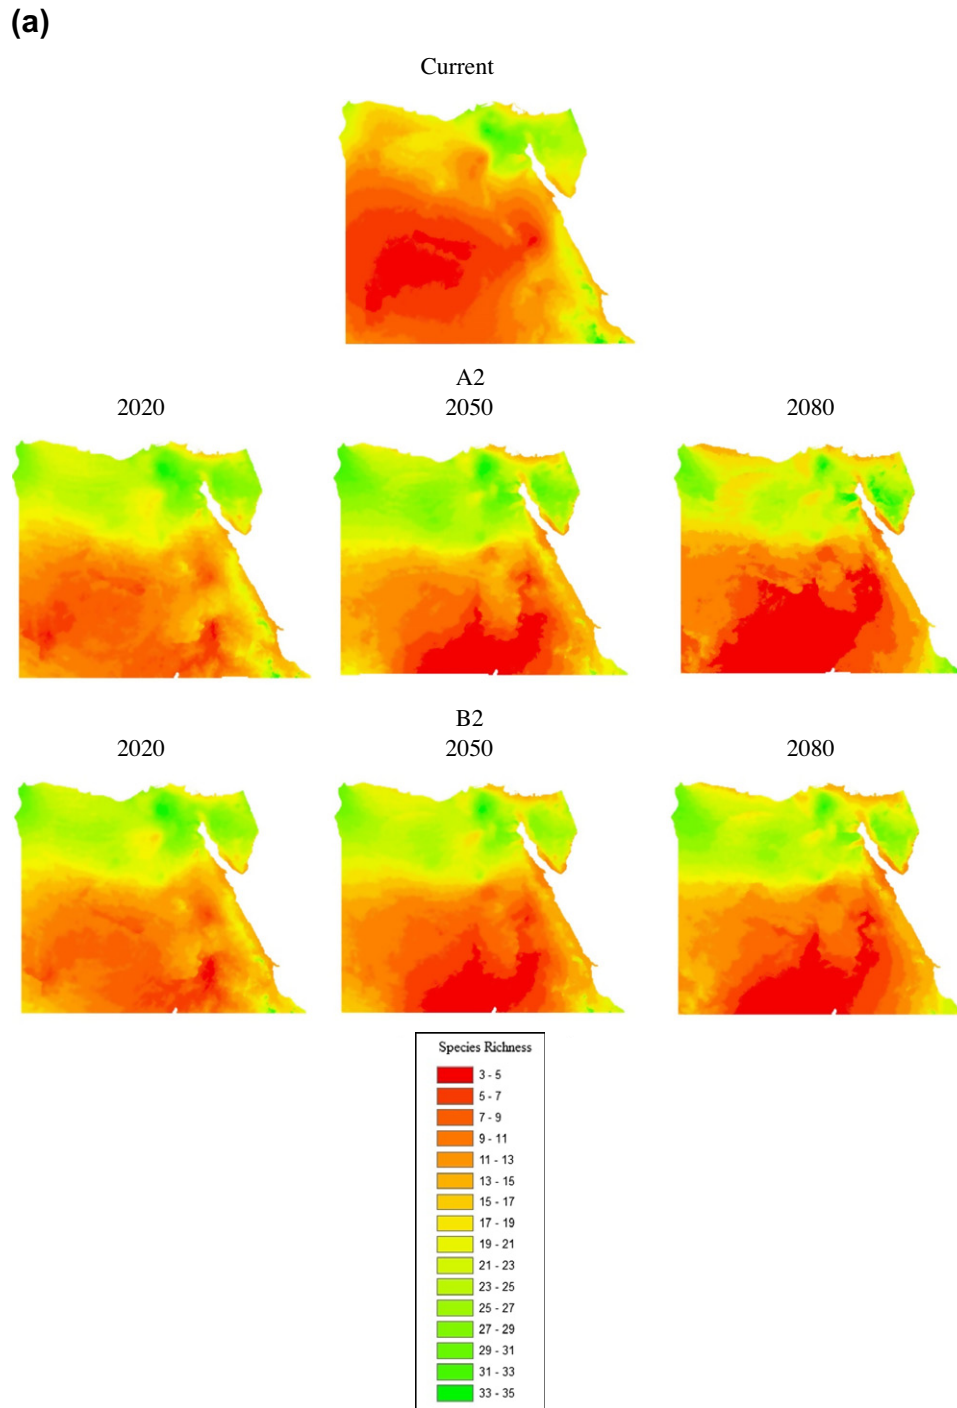 (a)
Current
A2
2020 2050 2080
B2
2020 2050 2080
Species Richness
3 - 5
5 - 7
7 - 9
9 - 11
11 - 13
13 - 15
15 - 17
17 - 19
19 - 21
21 - 23
23 - 25
25 - 27
27 - 29
29 - 31
31 - 33
33 - 35